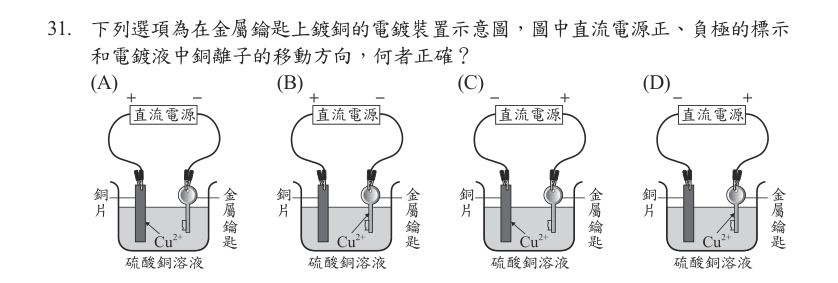 31. 下列選項為在金屬鑰匙上鍍銅的電鍍裝置示意圖，圖中直流電源正、負極的標示
和電鍍液中銅離子的移動方向，何者正確？
(A) (B) (C) (D)
+ − + − − + − +
直流電源 直流電源 直流電源 直流電源
銅片 金屬鑰匙 銅片 金屬鑰匙 銅片 金屬鑰匙 銅片 金屬鑰匙
Cu²⁺ Cu²⁺ Cu²⁺ Cu²⁺
硫酸銅溶液 硫酸銅溶液 硫酸銅溶液 硫酸銅溶液